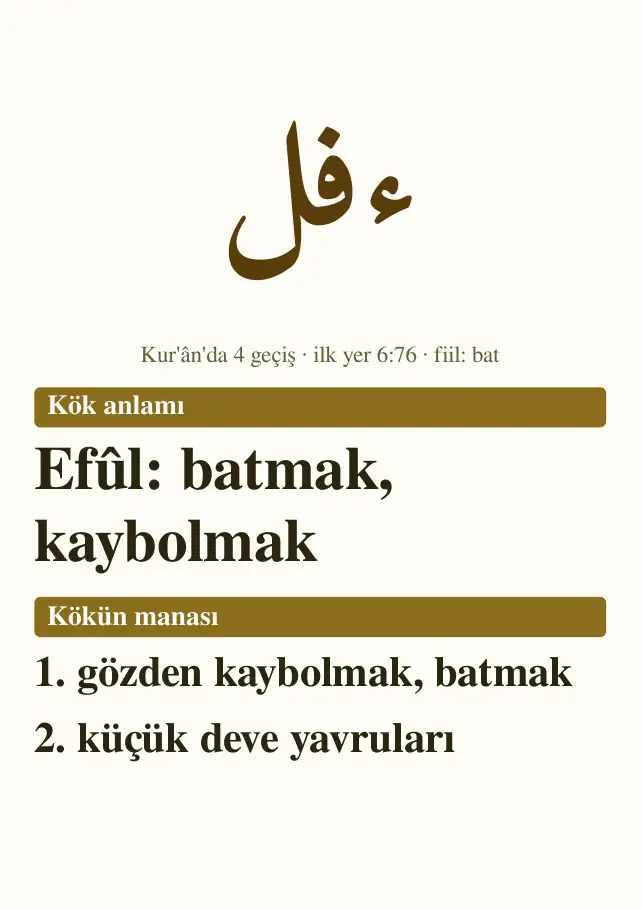 ءفل
Kur'ân'da 4 geçiş · ilk yer 6:76 · fiil: bat
Kök anlamı
Efûl: batmak,
kaybolmak
Kökün manası
1. gözden kaybolmak, batmak
2. küçük deve yavruları